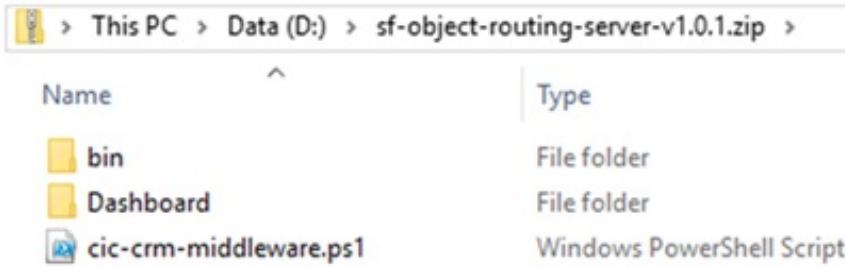 > This PC > Data (D:) > sf-object-routing-server-v1.0.1.zip >
Name Type
bin File folder
Dashboard File folder
cic-crm-middleware.ps1 Windows PowerShell Script